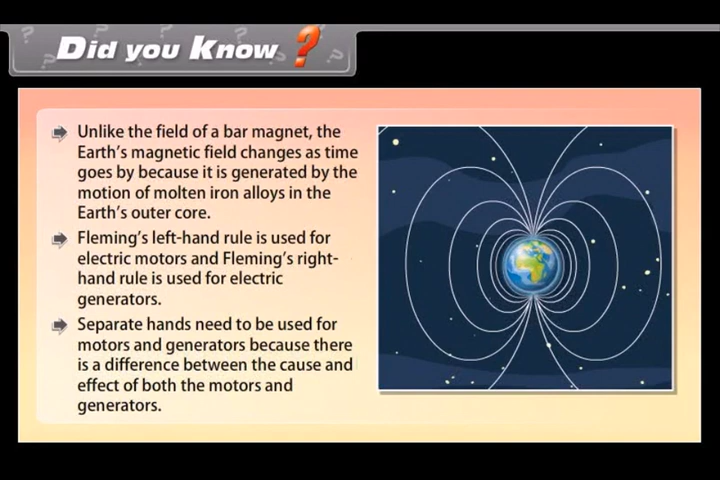 Did you Know ?
Unlike the field of a bar magnet, the
Earth's magnetic field changes as time
goes by because it is generated by the
motion of molten iron alloys in the
Earth's outer core.
Fleming's left-hand rule is used for
electric motors and Fleming's right-
hand rule is used for electric
generators.
Separate hands need to be used for
motors and generators because there
is a difference between the cause and
effect of both the motors and
generators.